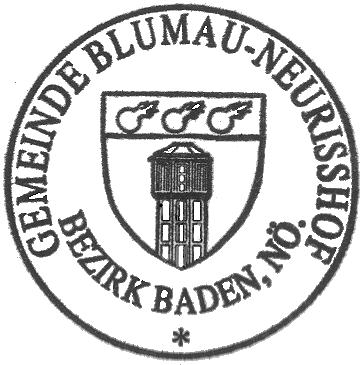 GEMEINDE BLUMAU-NEURISSHOF
BEZIRK BADEN, NÖ.
*